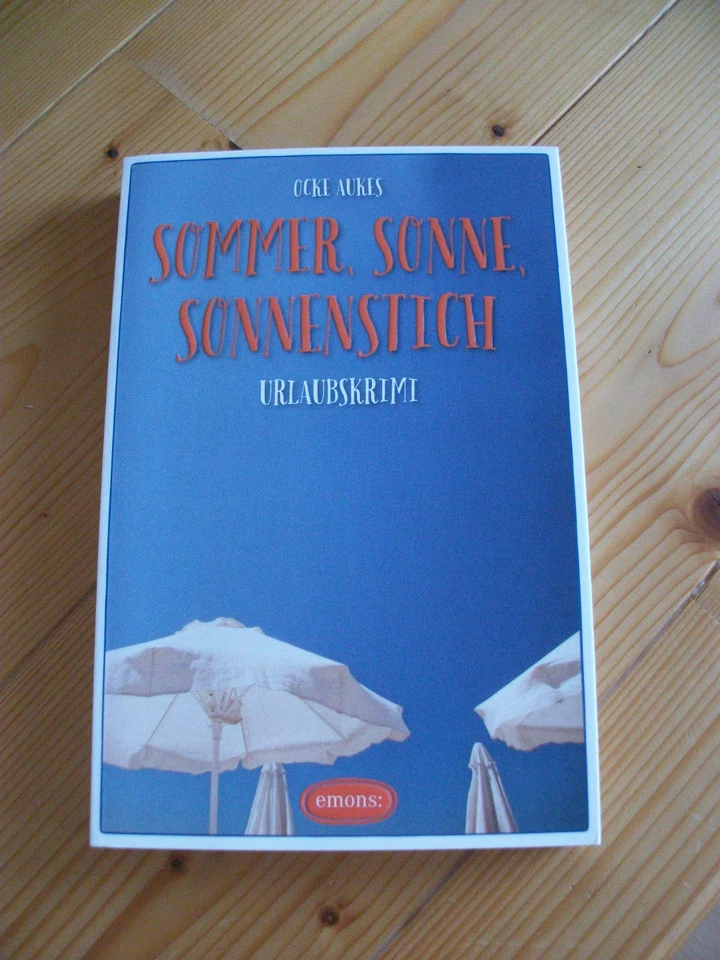 OCKE AUKES
SOMMER, SONNE,
SONNENSTICH
URLAUBSKRIMI
emons: